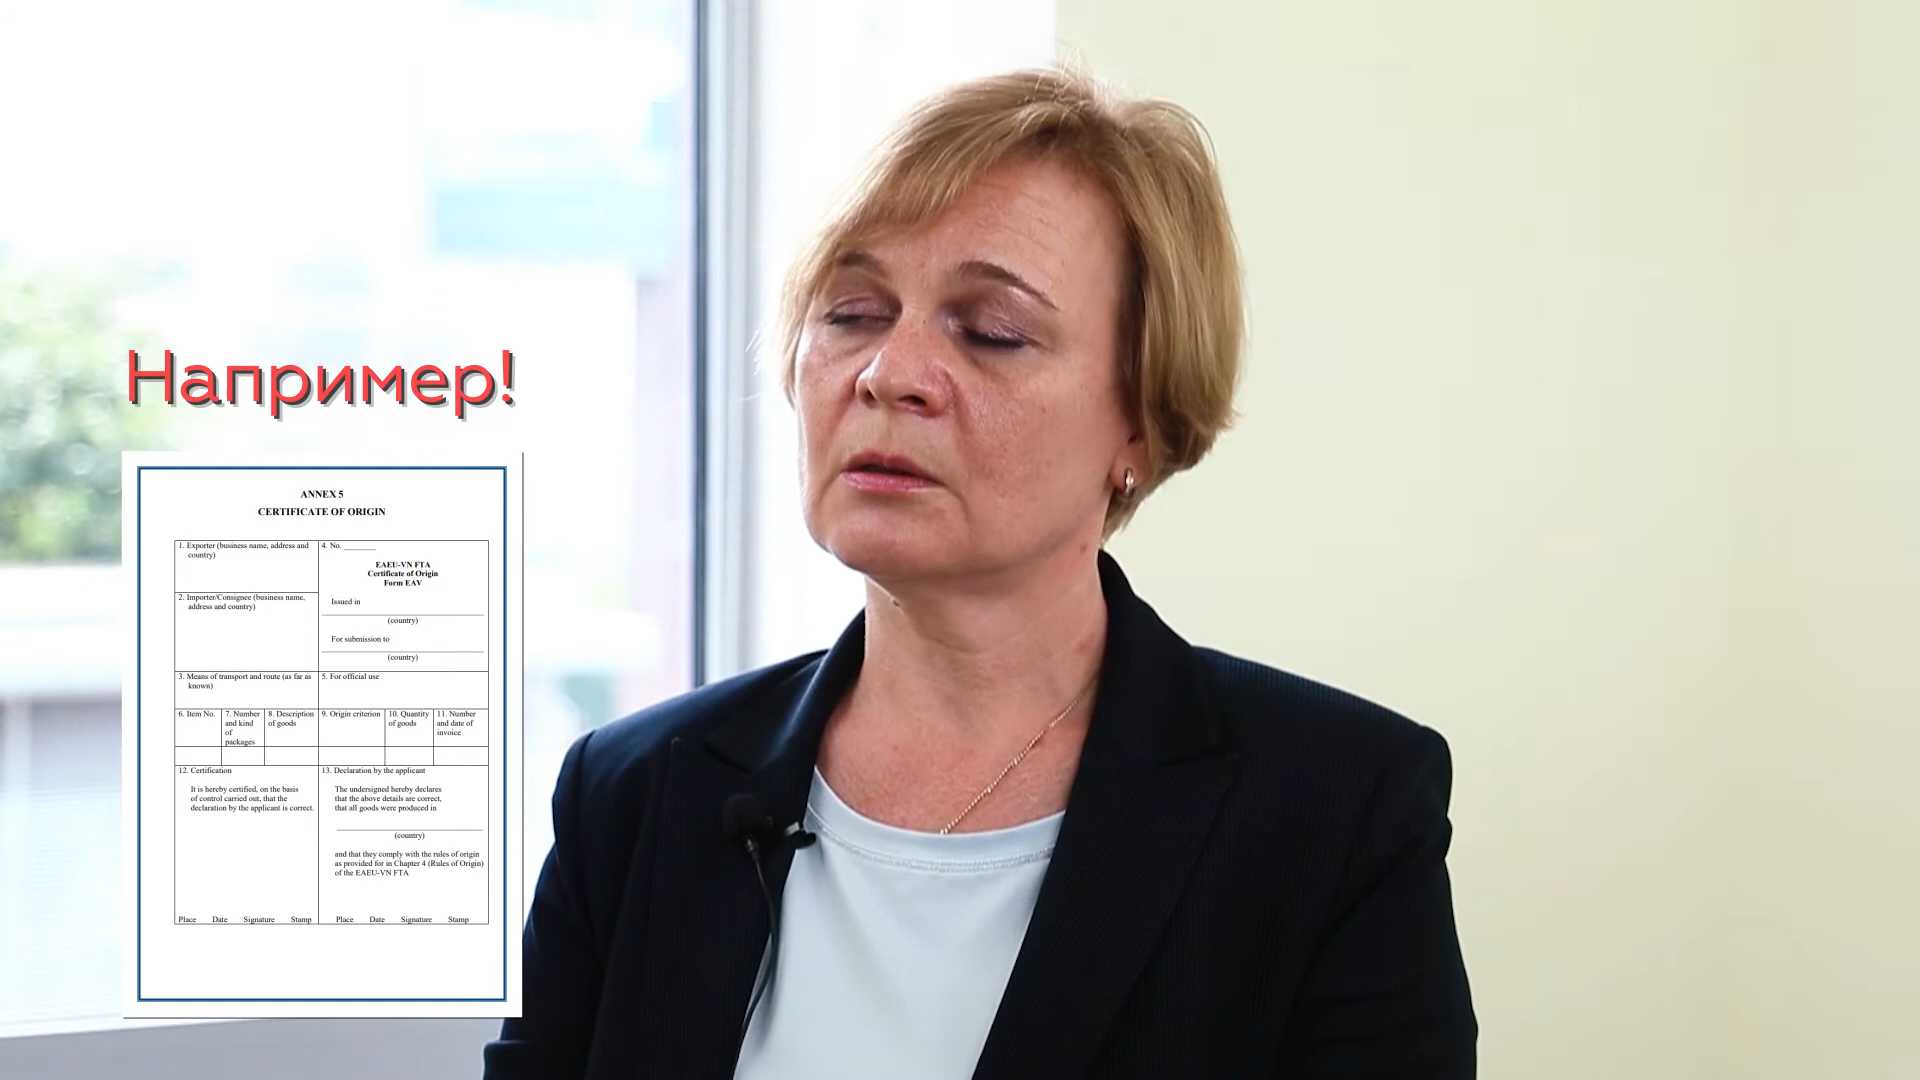 Например!
ANNEX 5
CERTIFICATE OF ORIGIN
1. Exporter (business name, address and
country)
4. No. ________
EAEU-VN FTA
Certificate of Origin
Form EAV
2. Importer/Consignee (business name,
address and country)
Issued in
(country)
For submission to
(country)
3. Means of transport and route (as far as
known)
5. For official use
6. Item No.
7. Number
and kind
of
packages
8. Description
of goods
9. Origin criterion
10. Quantity
of goods
11. Number
and date of
invoice
12. Certification
It is hereby certified, on the basis
of control carried out, that the
declaration by the applicant is correct.
13. Declaration by the applicant
The undersigned hereby declares
that the above details are correct,
that all goods were produced in
(country)
and that they comply with the rules of origin
as provided for in Chapter 4 (Rules of Origin)
of the EAEU-VN FTA
Place Date Signature Stamp
Place Date Signature Stamp